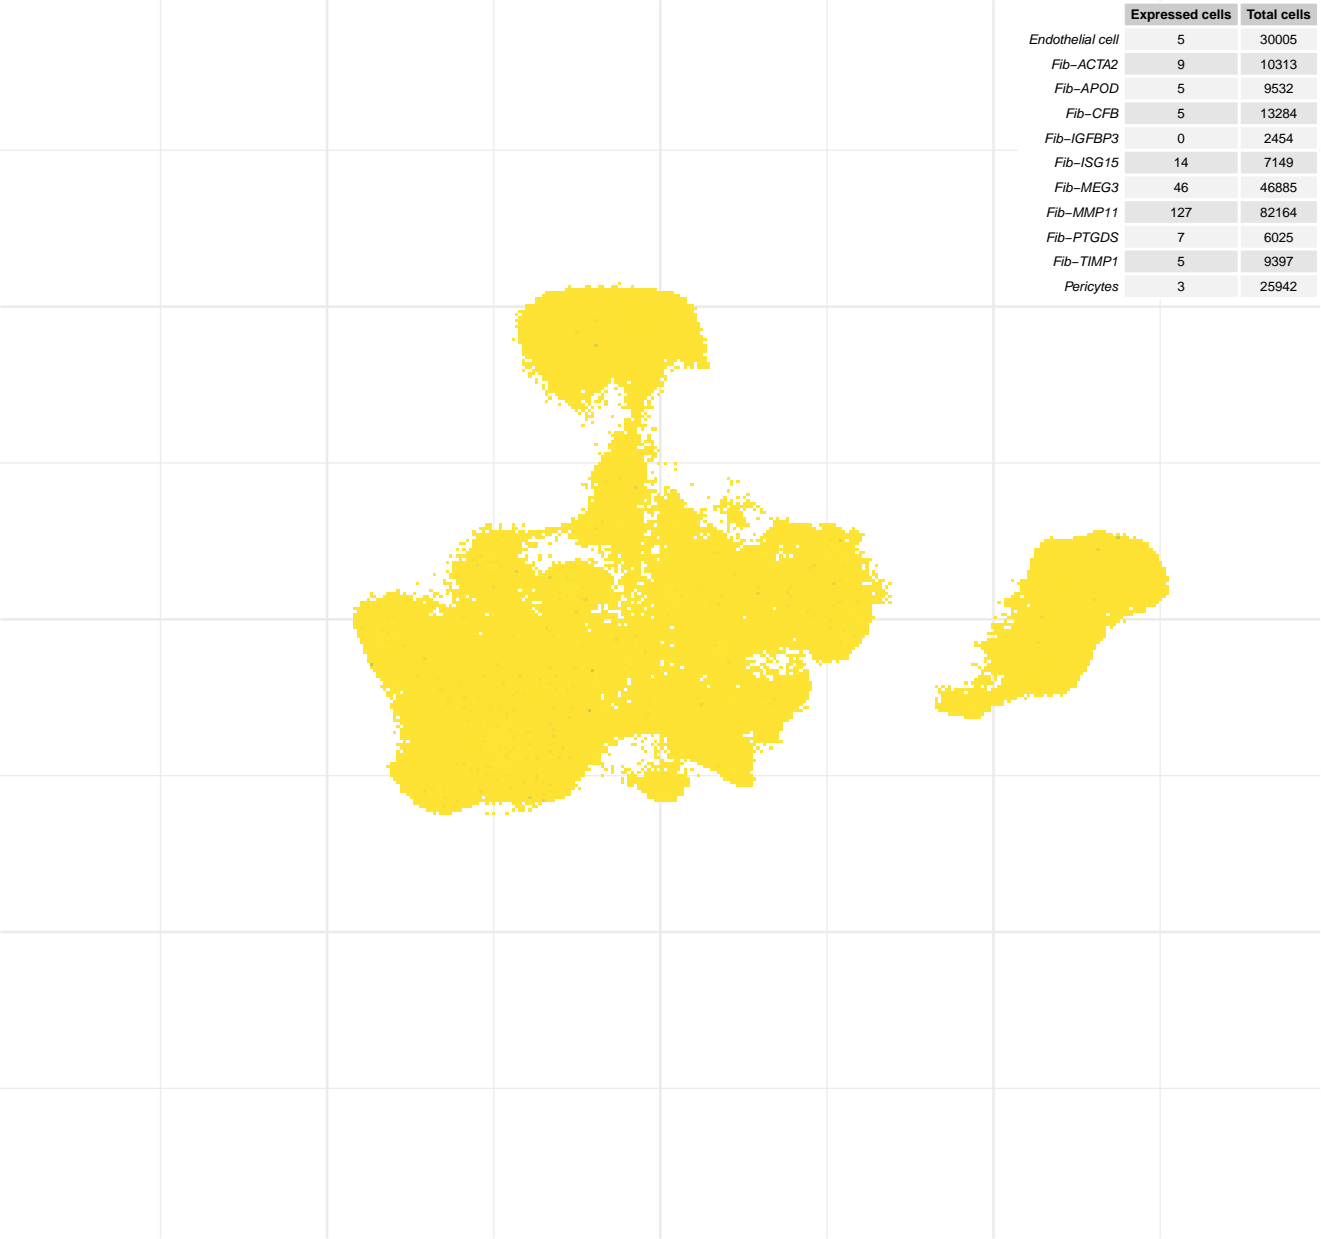 Expressed cells Total cells
Endothelial cell 5 30005
Fib−ACTA2 9 10313
Fib−APOD 5 9532
Fib−CFB 5 13284
Fib−IGFBP3 0 2454
Fib−ISG15 14 7149
Fib−MEG3 46 46885
Fib−MMP11 127 82164
Fib−PTGDS 7 6025
Fib−TIMP1 5 9397
Pericytes 3 25942